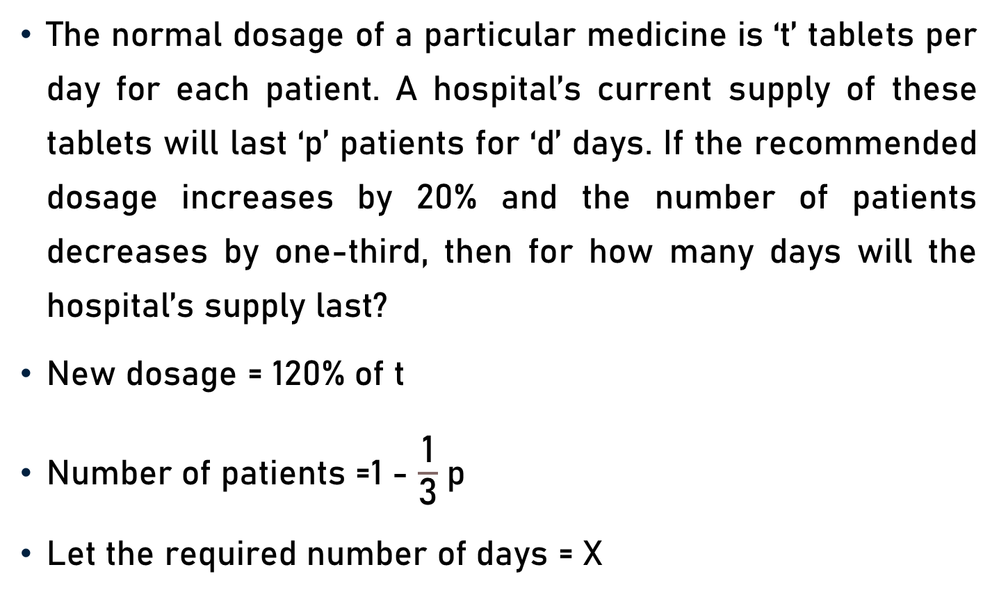 • The normal dosage of a particular medicine is ‘t’ tablets per
day for each patient. A hospital’s current supply of these
tablets will last ‘p’ patients for ‘d’ days. If the recommended
dosage increases by 20% and the number of patients
decreases by one-third, then for how many days will the
hospital’s supply last?
• New dosage = 120% of t
• Number of patients =1 - 1/3 p
• Let the required number of days = X